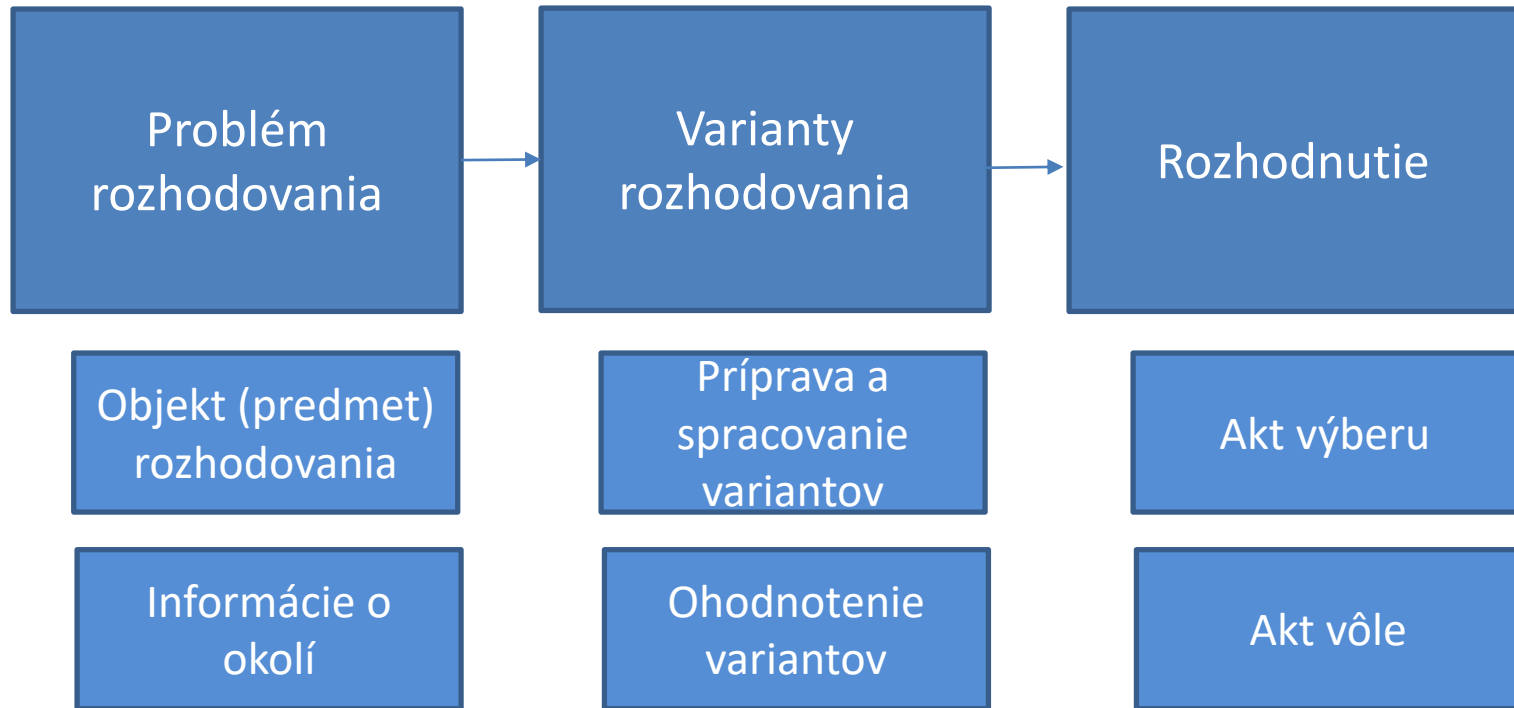 Problém
rozhodovania
Varianty
rozhodovania
Rozhodnutie
Objekt (predmet)
rozhodovania
Príprava a
spracovanie
variantov
Akt výberu
Informácie o
okolí
Ohodnotenie
variantov
Akt vôle